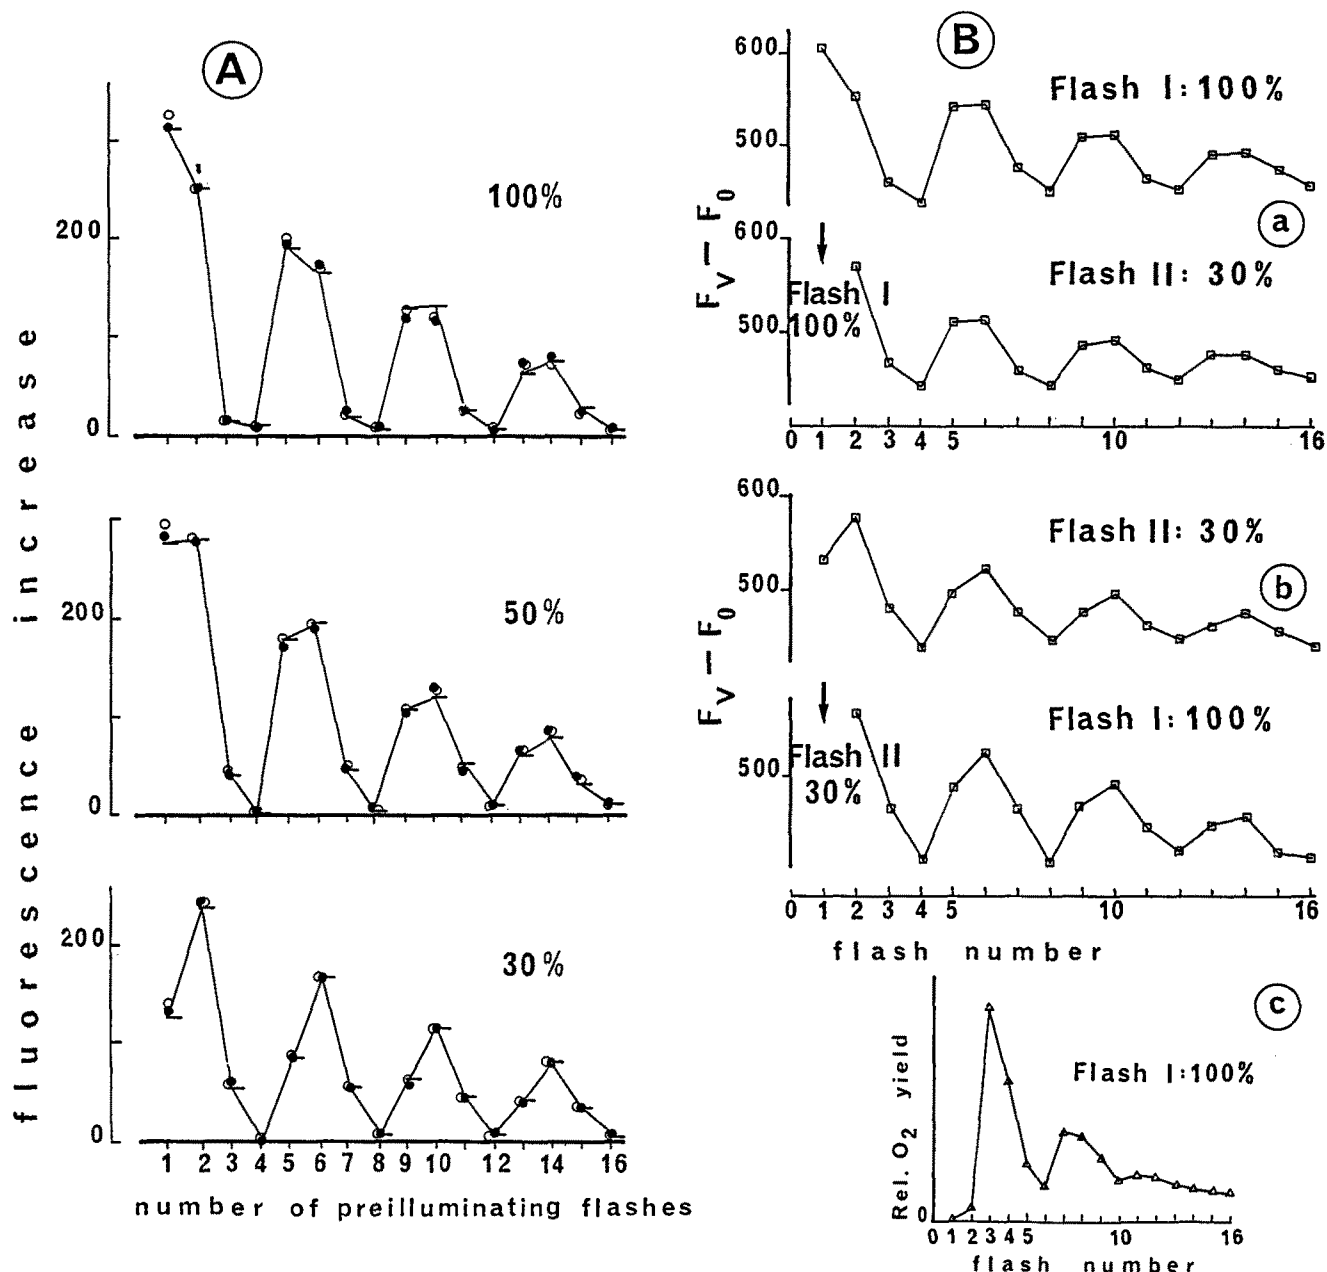 A
200
100%
0
200
50%
0
200
30%
0
1 2 3 4 5 6 7 8 9 10 12 14 16
number of preilluminating flashes
fluorescence increase
B
600
Flash I: 100%
500
a
600
Flash II: 30%
Flash I
500
100%
0 1 2 3 4 5 10 16
Fv — F0
600
Flash II: 30%
500
b
Flash I: 100%
Flash II
500
30%
0 1 2 3 4 5 10 16
Fv — F0
flash number
c
Flash I: 100%
Rel. O2 yield
0
0 1 2 3 4 5 10 16
flash number